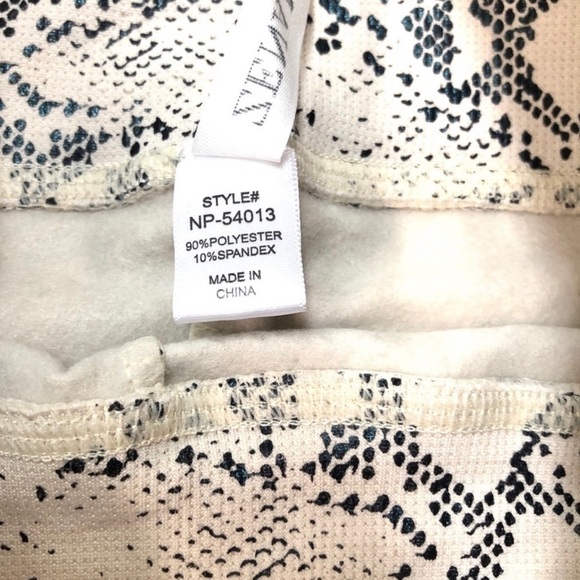 STYLE#
NP-54013
90%POLYESTER
10%SPANDEX
MADE IN
CHINA